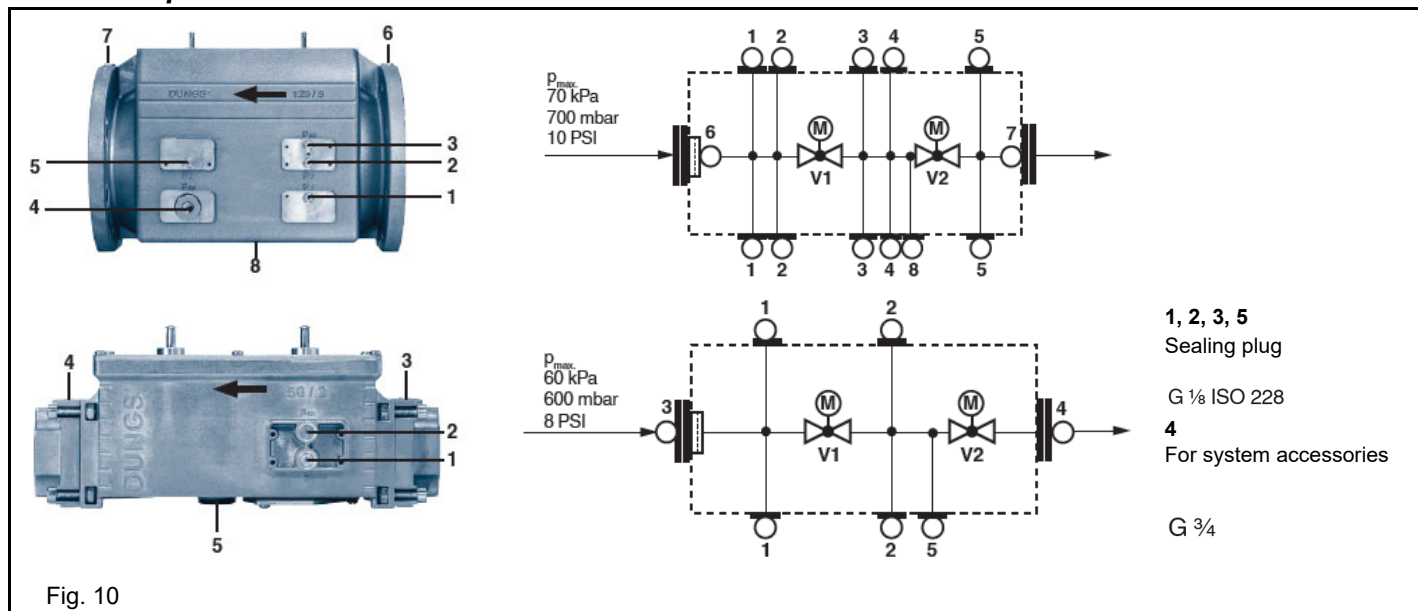 7
6
DUNGS
125/5
3
2
1
5
4
8
1 2 3 4 5
Pmax.
70 kPa
700 mbar
10 PSI
6
M
M
7
V1
V2
1 2 3 4 8 5
4
3
50 / 2
DUNGS
2
1
5
1 2
Pmax.
60 kPa
600 mbar
8 PSI
3
M
M
4
V1
V2
1 2 5
1, 2, 3, 5
Sealing plug
G ⅛ ISO 228
4
For system accessories
G ¾
Fig. 10